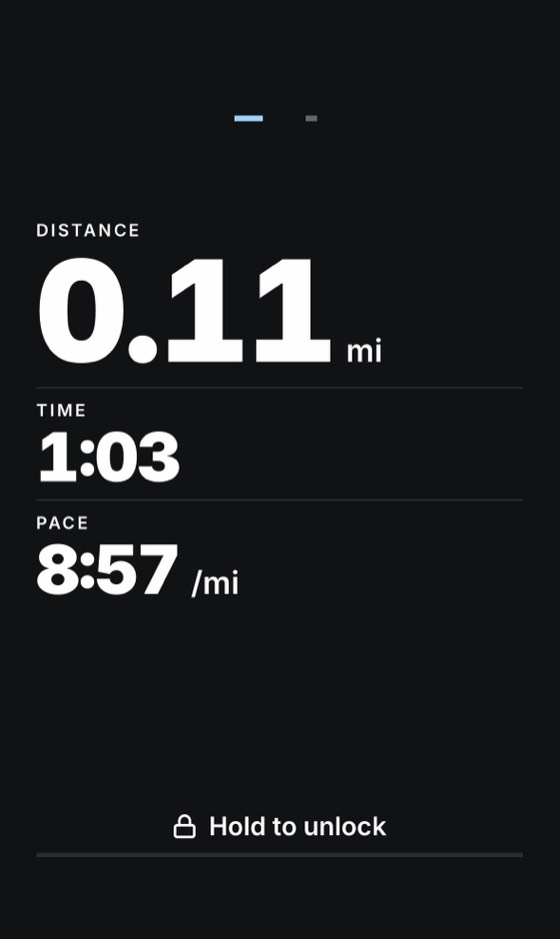 DISTANCE
0.11 mi
TIME
1:03
PACE
8:57 /mi
Hold to unlock